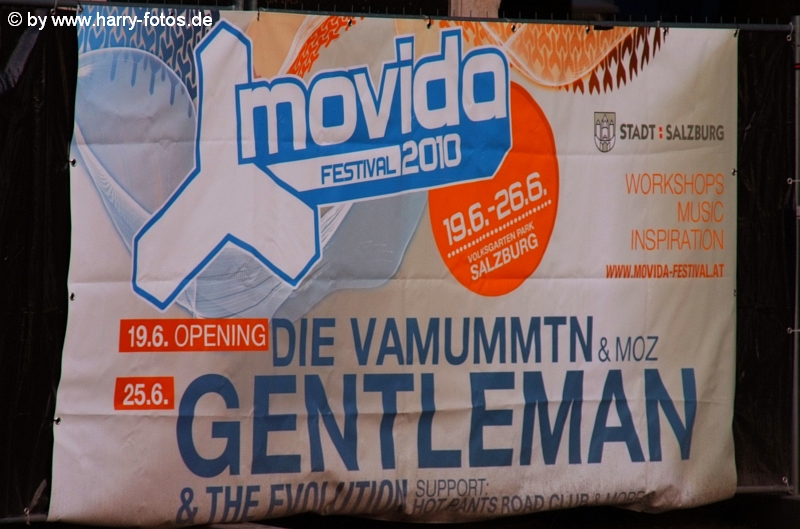 © by www.harry-fotos.de
movida
FESTIVAL 2010
19.6.-26.6.
VOLKSGARTEN PARK
SALZBURG
STADT : SALZBURG
WORKSHOPS
MUSIC
INSPIRATION
WWW.MOVIDA-FESTIVAL.AT
19.6. OPENING DIE VAMUMMTN & MOZ
25.6. GENTLEMAN
& THE EVOLUTION SUPPORT:
HOT PANTS ROAD CLUB & MORE